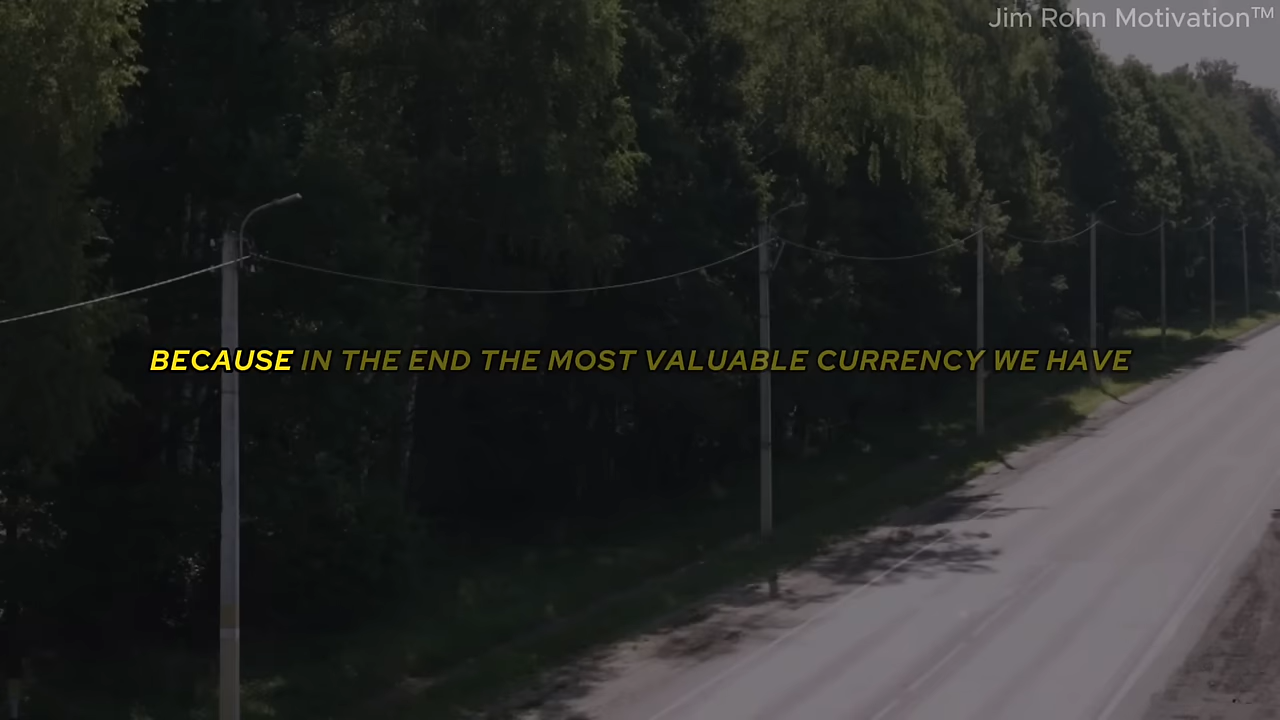 Jim Rohn Motivation™
BECAUSE IN THE END THE MOST VALUABLE CURRENCY WE HAVE